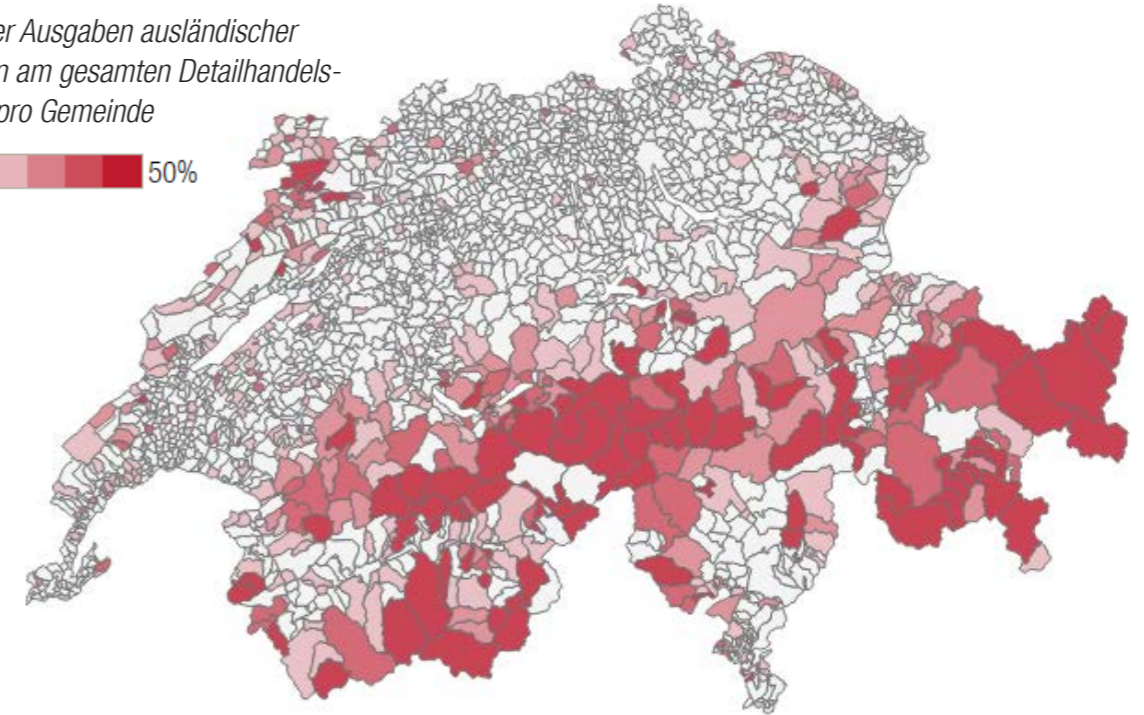 er Ausgaben ausländischer
n am gesamten Detailhandels-
pro Gemeinde
50%